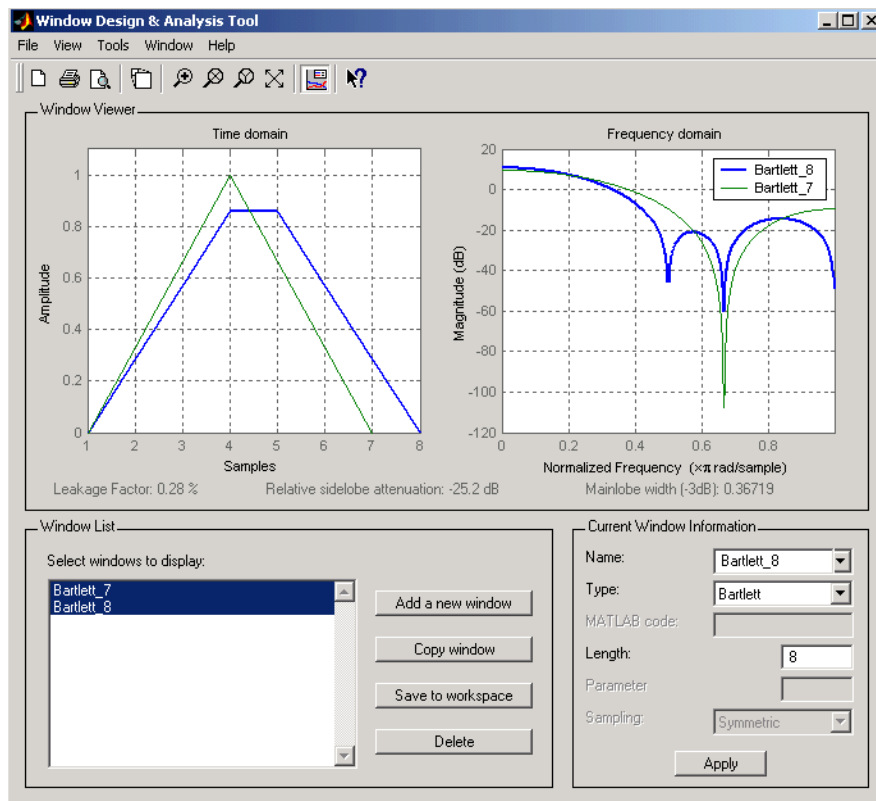 Window Design & Analysis Tool
File View Tools Window Help
Window Viewer
Time domain
1
0.8
0.6
0.4
0.2
0
Amplitude
1 2 3 4 5 6 7 8
Samples
Frequency domain
20
0
-20
-40
-60
-80
-100
-120
Magnitude (dB)
Bartlett_8
Bartlett_7
0 0.2 0.4 0.6 0.8
Normalized Frequency (×π rad/sample)
Leakage Factor: 0.28 % Relative sidelobe attenuation: -25.2 dB Mainlobe width (-3dB): 0.36719
Window List
Select windows to display:
Bartlett_7
Bartlett_8
Add a new window
Copy window
Save to workspace
Delete
Current Window Information
Name: Bartlett_8
Type: Bartlett
MATLAB code:
Length: 8
Parameter
Sampling: Symmetric
Apply